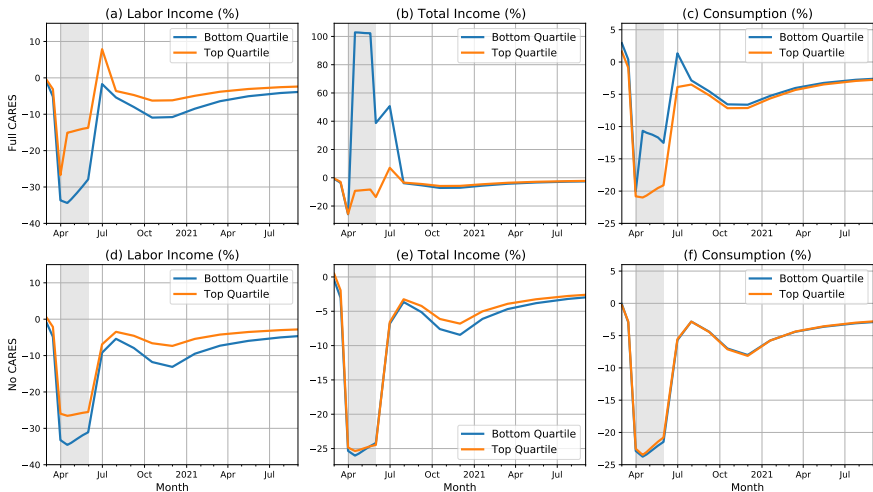 (a) Labor Income (%)
(b) Total Income (%)
(c) Consumption (%)
Full CARES
10
0
−10
−20
−30
−40
Bottom Quartile
Top Quartile
Apr Jul Oct 2021 Apr Jul
100
80
60
40
20
0
−20
Bottom Quartile
Top Quartile
Apr Jul Oct 2021 Apr Jul
5
0
−5
−10
−15
−20
−25
Bottom Quartile
Top Quartile
Apr Jul Oct 2021 Apr Jul
(d) Labor Income (%)
(e) Total Income (%)
(f) Consumption (%)
No CARES
10
0
−10
−20
−30
−40
Bottom Quartile
Top Quartile
Apr Jul Oct 2021 Apr Jul
Month
0
−5
−10
−15
−20
−25
Bottom Quartile
Top Quartile
Apr Jul Oct 2021 Apr Jul
Month
5
0
−5
−10
−15
−20
−25
Bottom Quartile
Top Quartile
Apr Jul Oct 2021 Apr Jul
Month